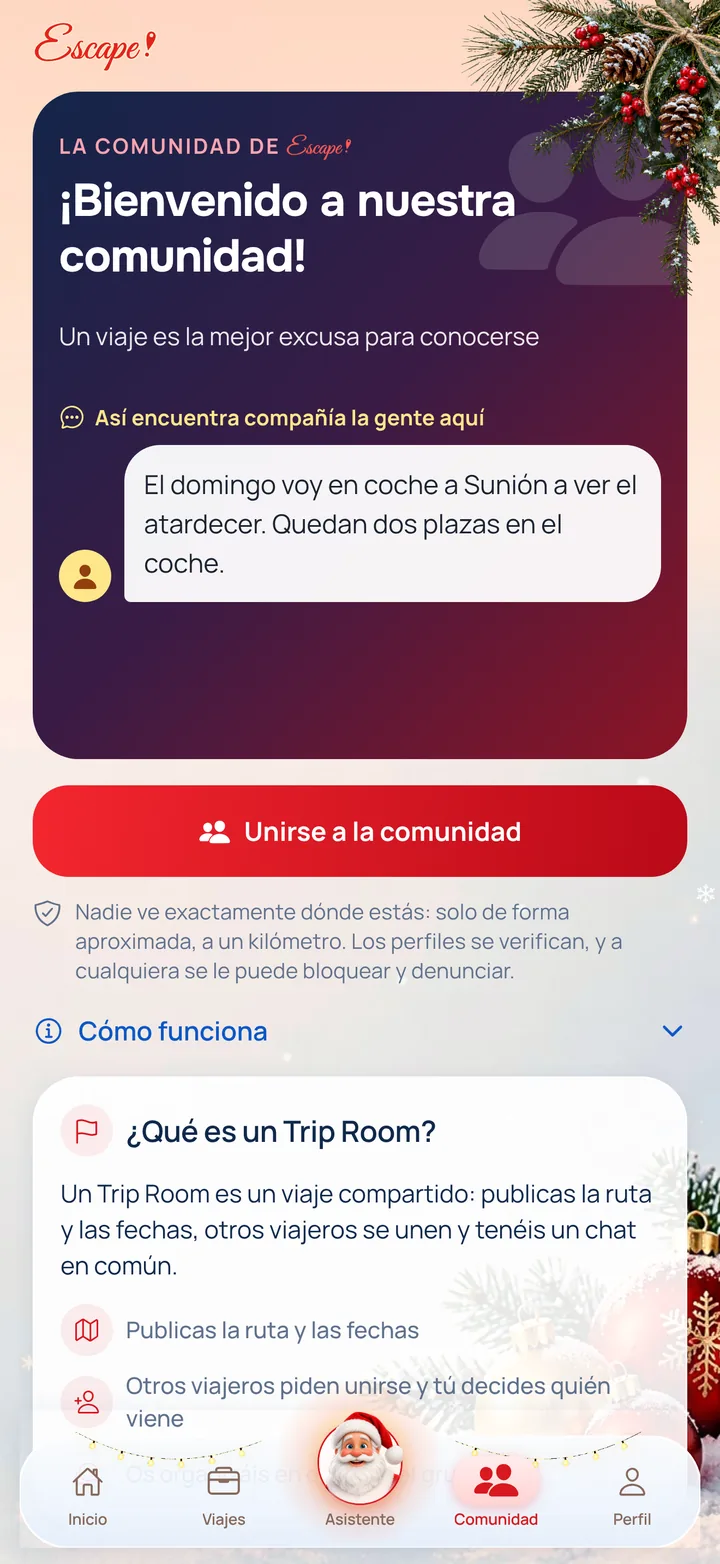 Escape!
LA COMUNIDAD DE Escape!
¡Bienvenido a nuestra
comunidad!
Un viaje es la mejor excusa para conocerse
Así encuentra compañía la gente aquí
El domingo voy en coche a Sunión a ver el
atardecer. Quedan dos plazas en el
coche.
Unirse a la comunidad
Nadie ve exactamente dónde estás: solo de forma
aproximada, a un kilómetro. Los perfiles se verifican, y a
cualquiera se le puede bloquear y denunciar.
Cómo funciona
¿Qué es un Trip Room?
Un Trip Room es un viaje compartido: publicas la ruta
y las fechas, otros viajeros se unen y tenéis un chat
en común.
Publicas la ruta y las fechas
Otros viajeros piden unirse y tú decides quién
viene
Inicio
Viajes
Asistente
Comunidad
Perfil